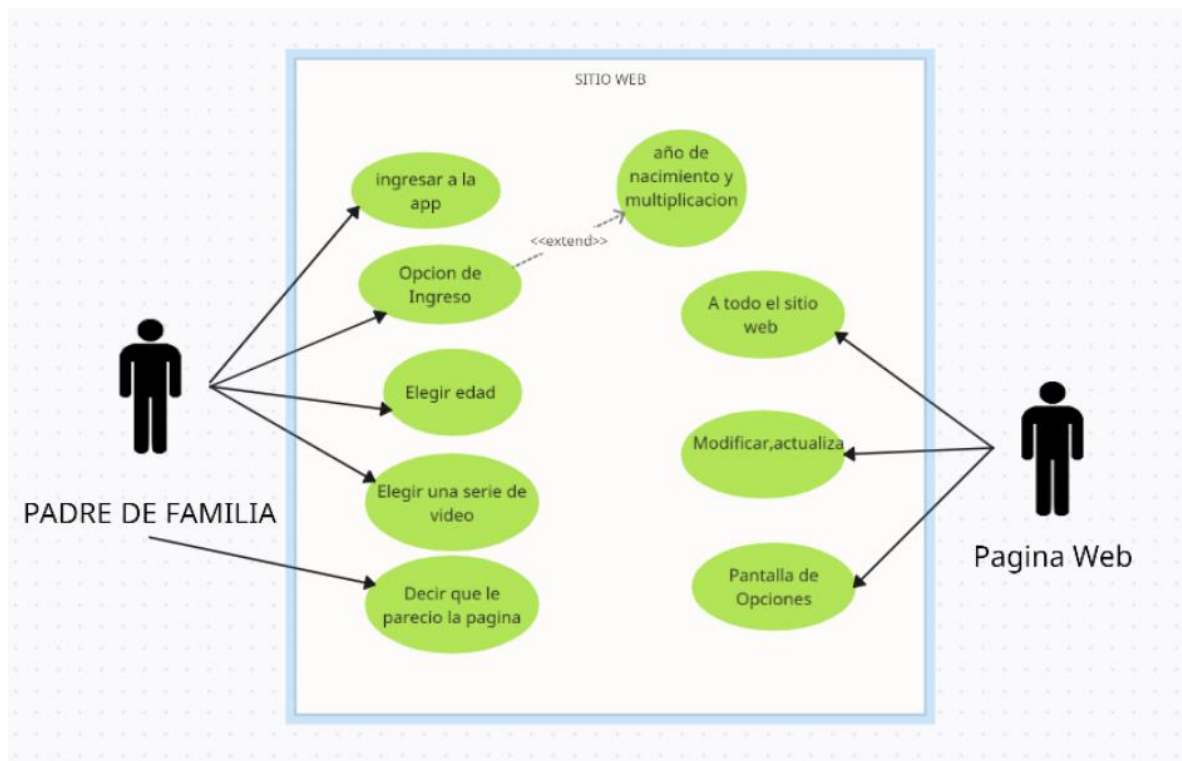 SITIO WEB
ingresar a la
app
año de
nacimiento y
multiplicacion
<<extend>>
Opcion de
Ingreso
A todo el sitio
web
Elegir edad
Modificar,actualiza
Elegir una serie de
video
PADRE DE FAMILIA
Pagina Web
Decir que le
parecio la pagina
Pantalla de
Opciones